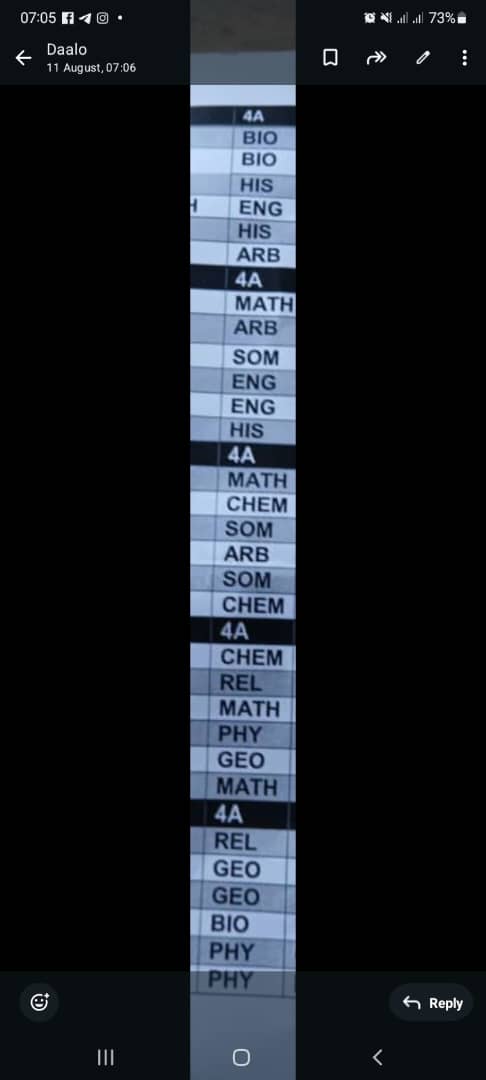 07:05
73%
Daalo
11 August, 07:06
4A
BIO
BIO
HIS
ENG
HIS
ARB
4A
MATH
ARB
SOM
ENG
ENG
HIS
4A
MATH
CHEM
SOM
ARB
SOM
CHEM
4A
CHEM
REL
MATH
PHY
GEO
MATH
4A
REL
GEO
GEO
BIO
PHY
PHY
Reply